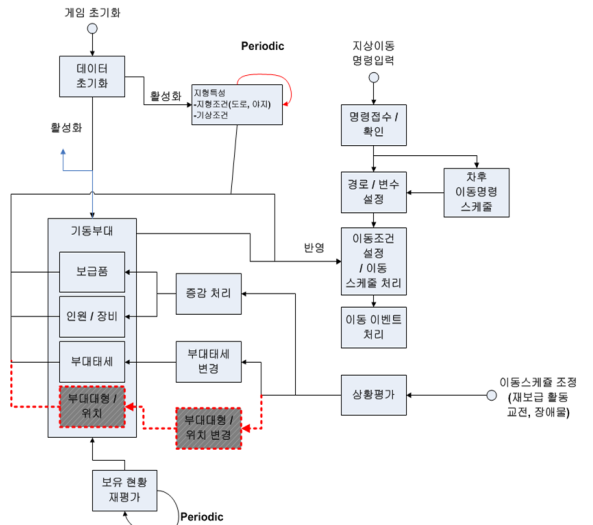 게임 초기화
데이터
초기화
활성화
활성화
Periodic
지형특성
-지형조건(도로, 야지)
-기상조건
지상이동
명령입력
명령접수 /
확인
경로 / 변수
설정
차후
이동명령
스케줄
반영
이동조건
설정
/ 이동
스케줄 처리
이동 이벤트
처리
기동부대
보급품
인원 / 장비
부대태세
부대대형 /
위치
증감 처리
부대태세
변경
부대대형 /
위치 변경
상황평가
이동스케쥴 조정
(재보급 활동
교전, 장애물)
보유 현황
재평가
Periodic